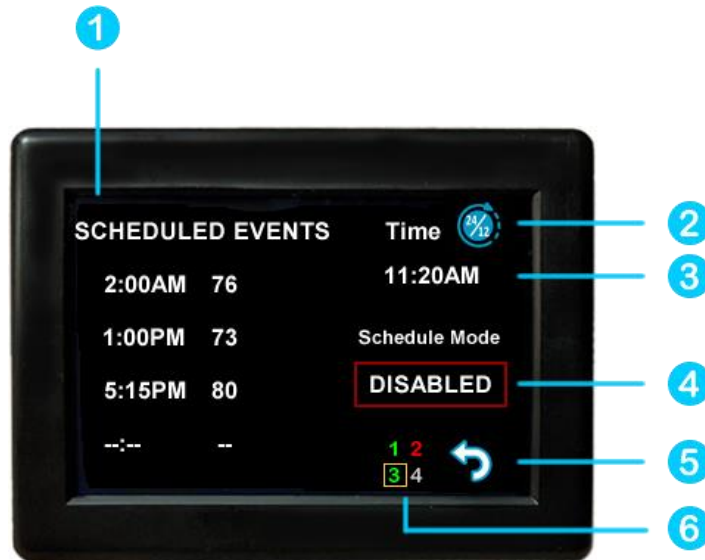 1
SCHEDULED EVENTS
Time 24/12
2
2:00AM 76
11:20AM
3
1:00PM 73
Schedule Mode
5:15PM 80
DISABLED
4
--:-- --
1 2
3 4
5
6